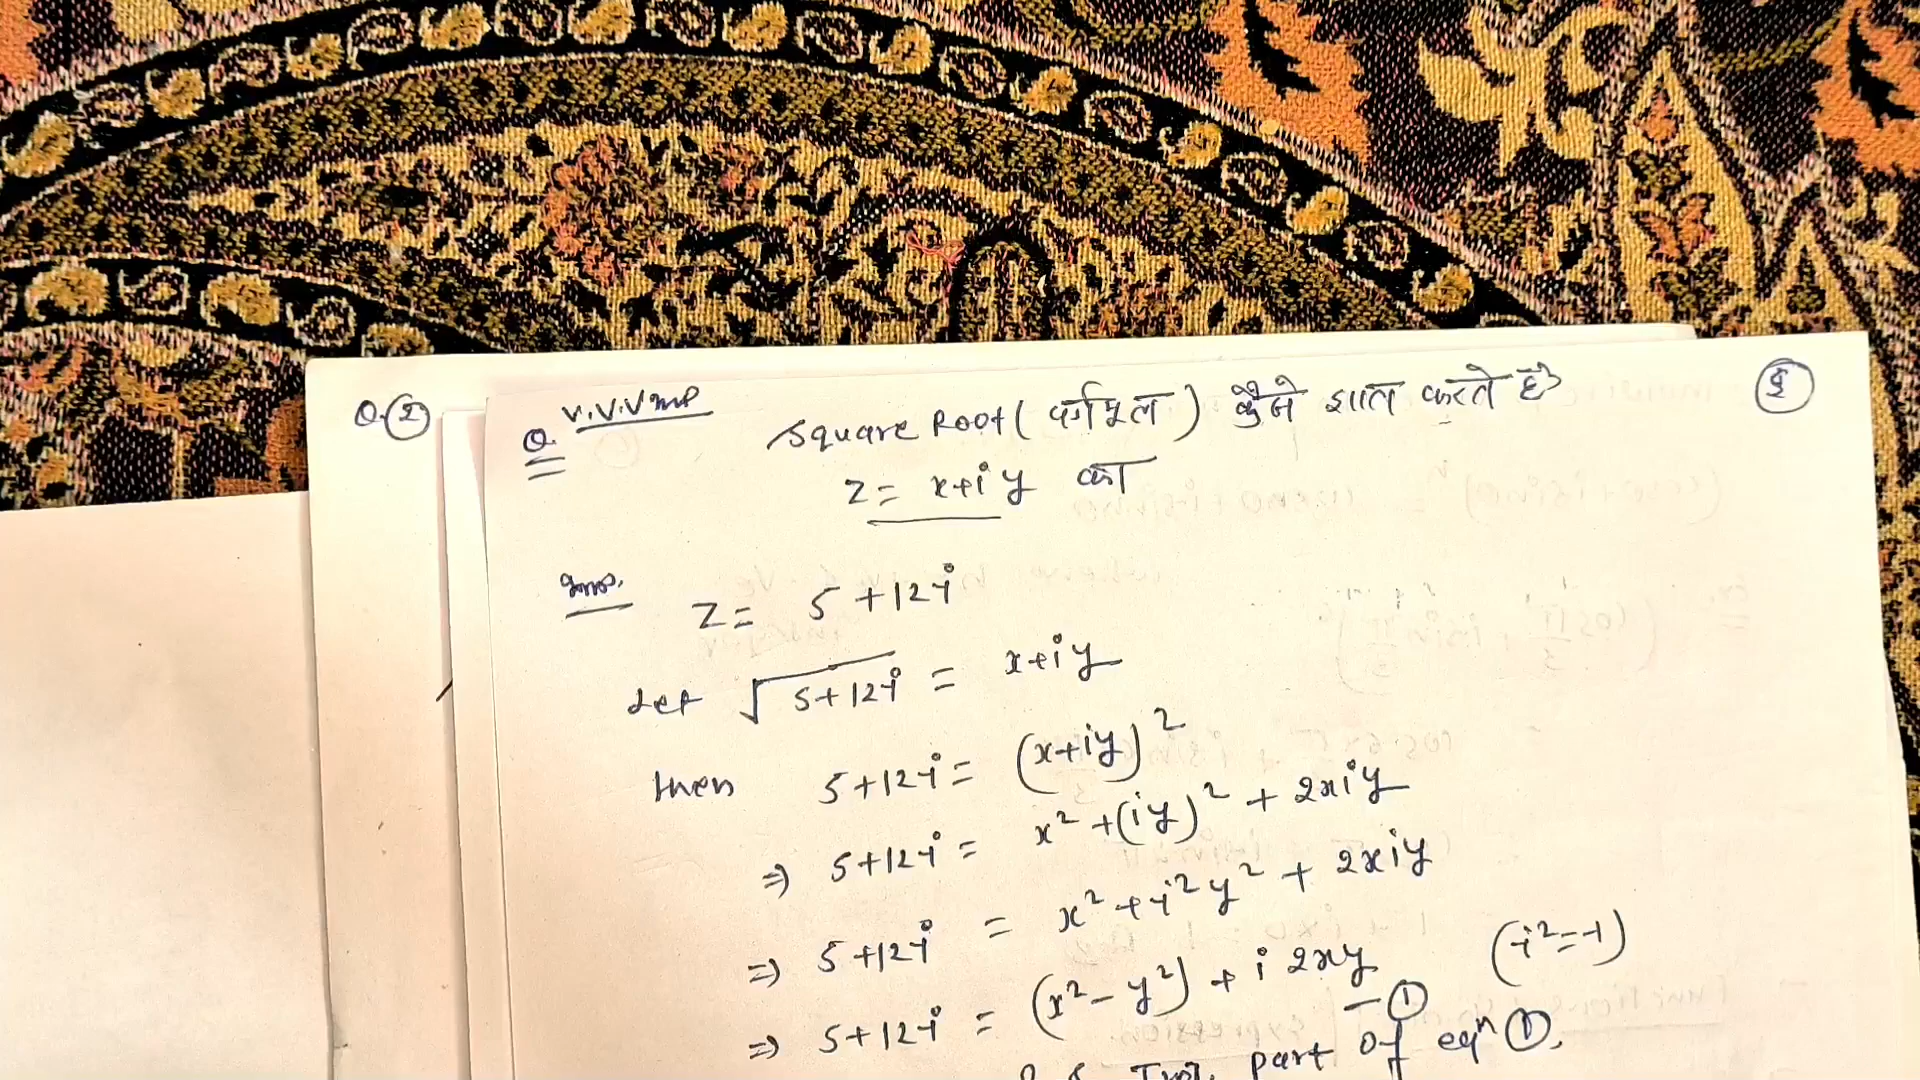 Q.②
Q. V.V.V Imp Square Root ( वर्गमूल ) कैसे ज्ञात करते है
z = x+iy का
Ans. z = 5 + 12i
Let √5+12i = x+iy
then 5+12i = (x+iy)²
⇒ 5+12i = x² + (iy)² + 2xiy
⇒ 5+12i = x² + i²y² + 2xiy
⇒ 5+12i = (x² - y²) + i 2xy (i²=-1)
— ①
part of eqⁿ ①,